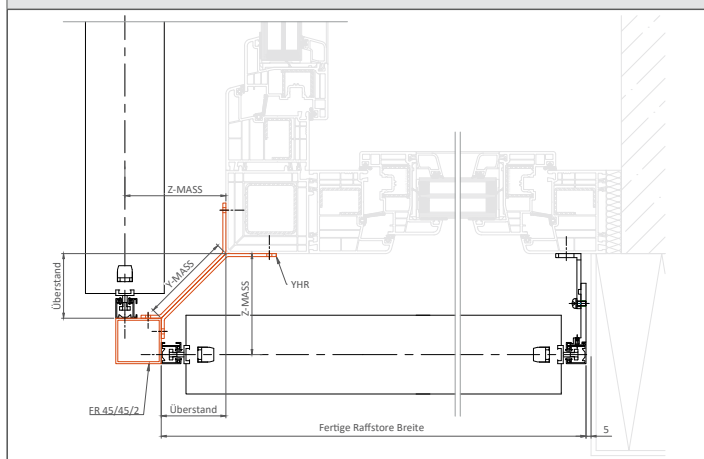 Z-MASS
Überstand
Y-MASS
Z-MASS
YHR
FR 45/45/2
Überstand
Fertige Raffstore Breite
5